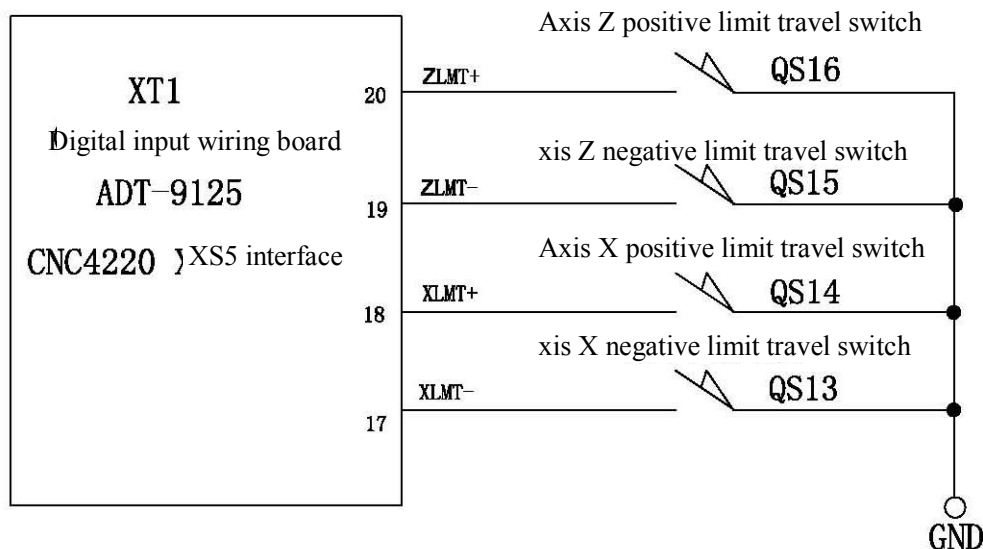 Axis Z positive limit travel switch
QS16
ZLMT+
20
XT1
Digital input wiring board
xis Z negative limit travel switch
QS15
ZLMT-
19
ADT-9125
CNC4220 XS5 interface
Axis X positive limit travel switch
QS14
XLMT+
18
xis X negative limit travel switch
QS13
XLMT-
17
GND